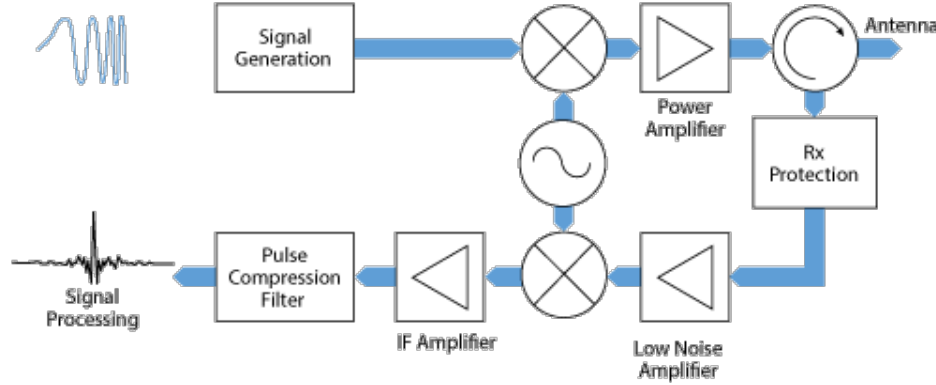 Signal
Generation
Antenna
Power
Amplifier
Rx
Protection
Pulse
Compression
Filter
Signal
Processing
IF Amplifier
Low Noise
Amplifier